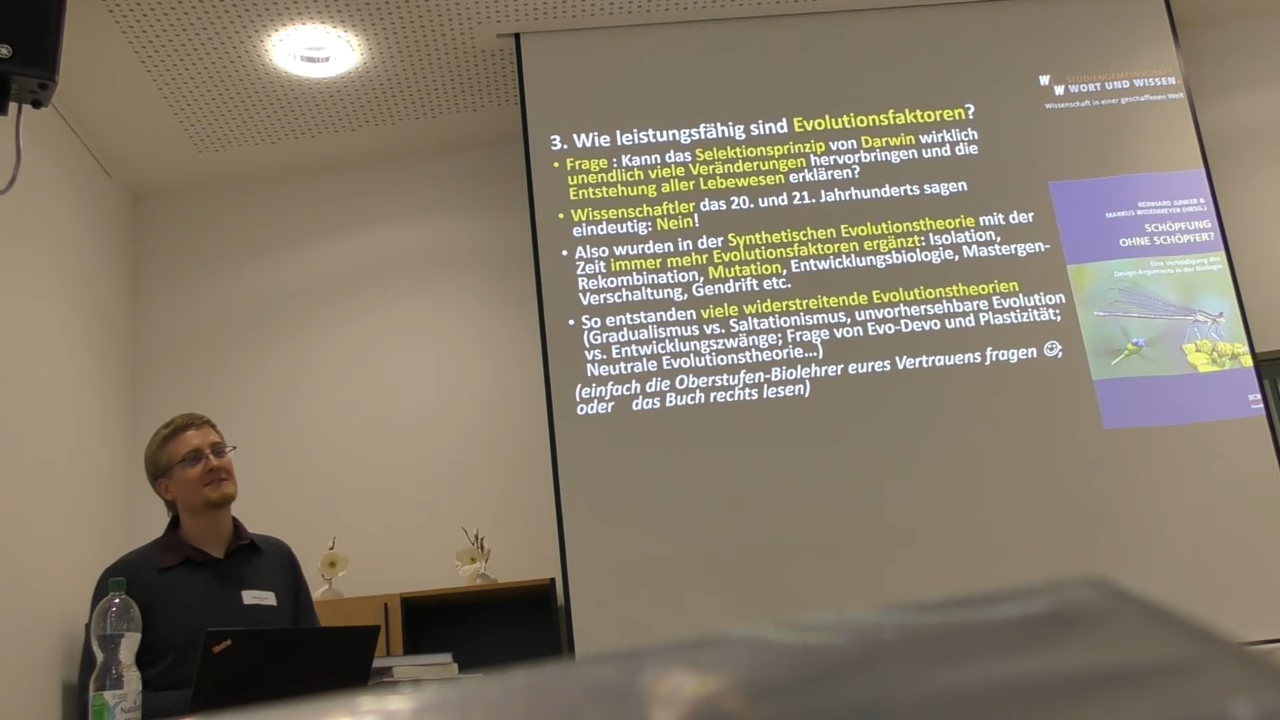 STUDIENGEMEINSCHAFT
WORT UND WISSEN
Wissenschaft in einer geschaffenen Welt
3. Wie leistungsfähig sind Evolutionsfaktoren?
• Frage : Kann das Selektionsprinzip von Darwin wirklich
unendlich viele Veränderungen hervorbringen und die
Entstehung aller Lebewesen erklären?
• Wissenschaftler das 20. und 21. Jahrhunderts sagen
eindeutig: Nein!
• Also wurden in der Synthetischen Evolutionstheorie mit der
Zeit immer mehr Evolutionsfaktoren ergänzt: Isolation,
Rekombination, Mutation, Entwicklungsbiologie, Mastergen-
Verschaltung, Gendrift etc.
• So entstanden viele widerstreitende Evolutionstheorien
(Gradualismus vs. Saltationismus, unvorhersehbare Evolution
vs. Entwicklungszwänge; Frage von Evo-Devo und Plastizität;
Neutrale Evolutionstheorie...)
(einfach die Oberstufen-Biolehrer eures Vertrauens fragen ☺;
oder das Buch rechts lesen)
REINHARD JUNKER &
MARKUS WIDENMEYER (HRSG.)
SCHÖPFUNG
OHNE SCHÖPFER?
Eine Verteidigung des
Design-Arguments in der Biologie
ThinkPad